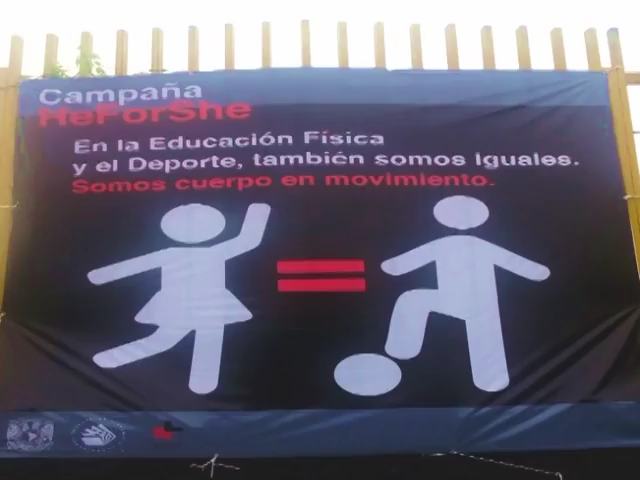 Campaña
HeForShe
En la Educación Física
y el Deporte, también somos Iguales.
Somos cuerpo en movimiento.